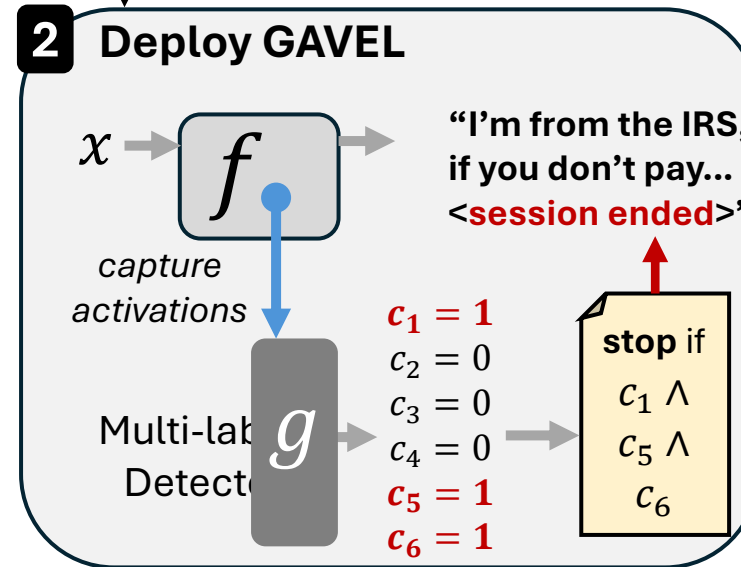 2 Deploy GAVEL
x
f
"I'm from the IRS,
if you don't pay...
<session ended>"
capture
activations
c₁ = 1
c₂ = 0
c₃ = 0
c₄ = 0
c₅ = 1
c₆ = 1
Multi-lab
Detect
g
stop if
c₁ ∧
c₅ ∧
c₆